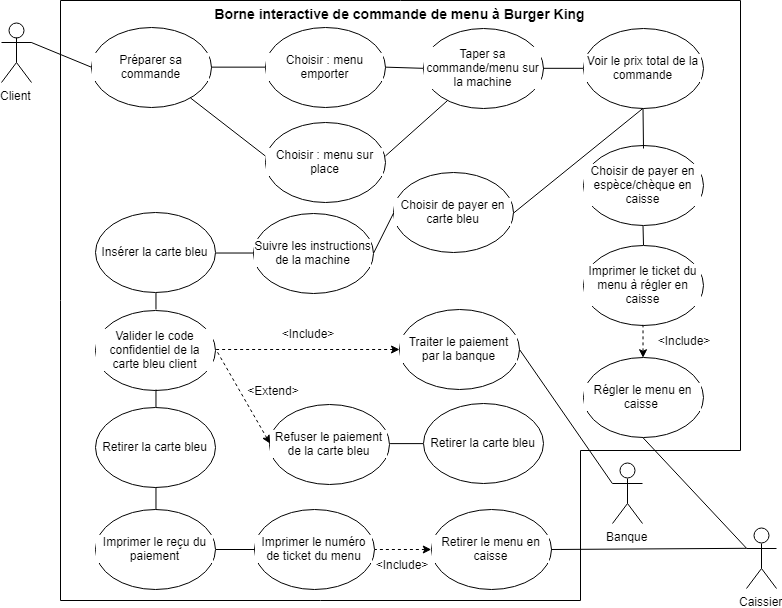 Borne interactive de commande de menu à Burger King
Préparer sa
commande
Choisir : menu
emporter
Taper sa
commande/menu sur
la machine
Voir le prix total de la
commande
Client
Choisir : menu sur
place
Choisir de payer en
espèce/chèque en
caisse
Choisir de payer en
carte bleu
Insérer la carte bleu
Suivre les instructions
de la machine
Imprimer le ticket du
menu à régler en
caisse
Valider le code
confidentiel de la
carte bleu client
<Include>
Traiter le paiement
par la banque
<Include>
<Extend>
Régler le menu en
caisse
Retirer la carte bleu
Refuser le paiement
de la carte bleu
Retirer la carte bleu
Imprimer le reçu du
paiement
Imprimer le numéro
de ticket du menu
<Include>
Retirer le menu en
caisse
Banque
Caissier